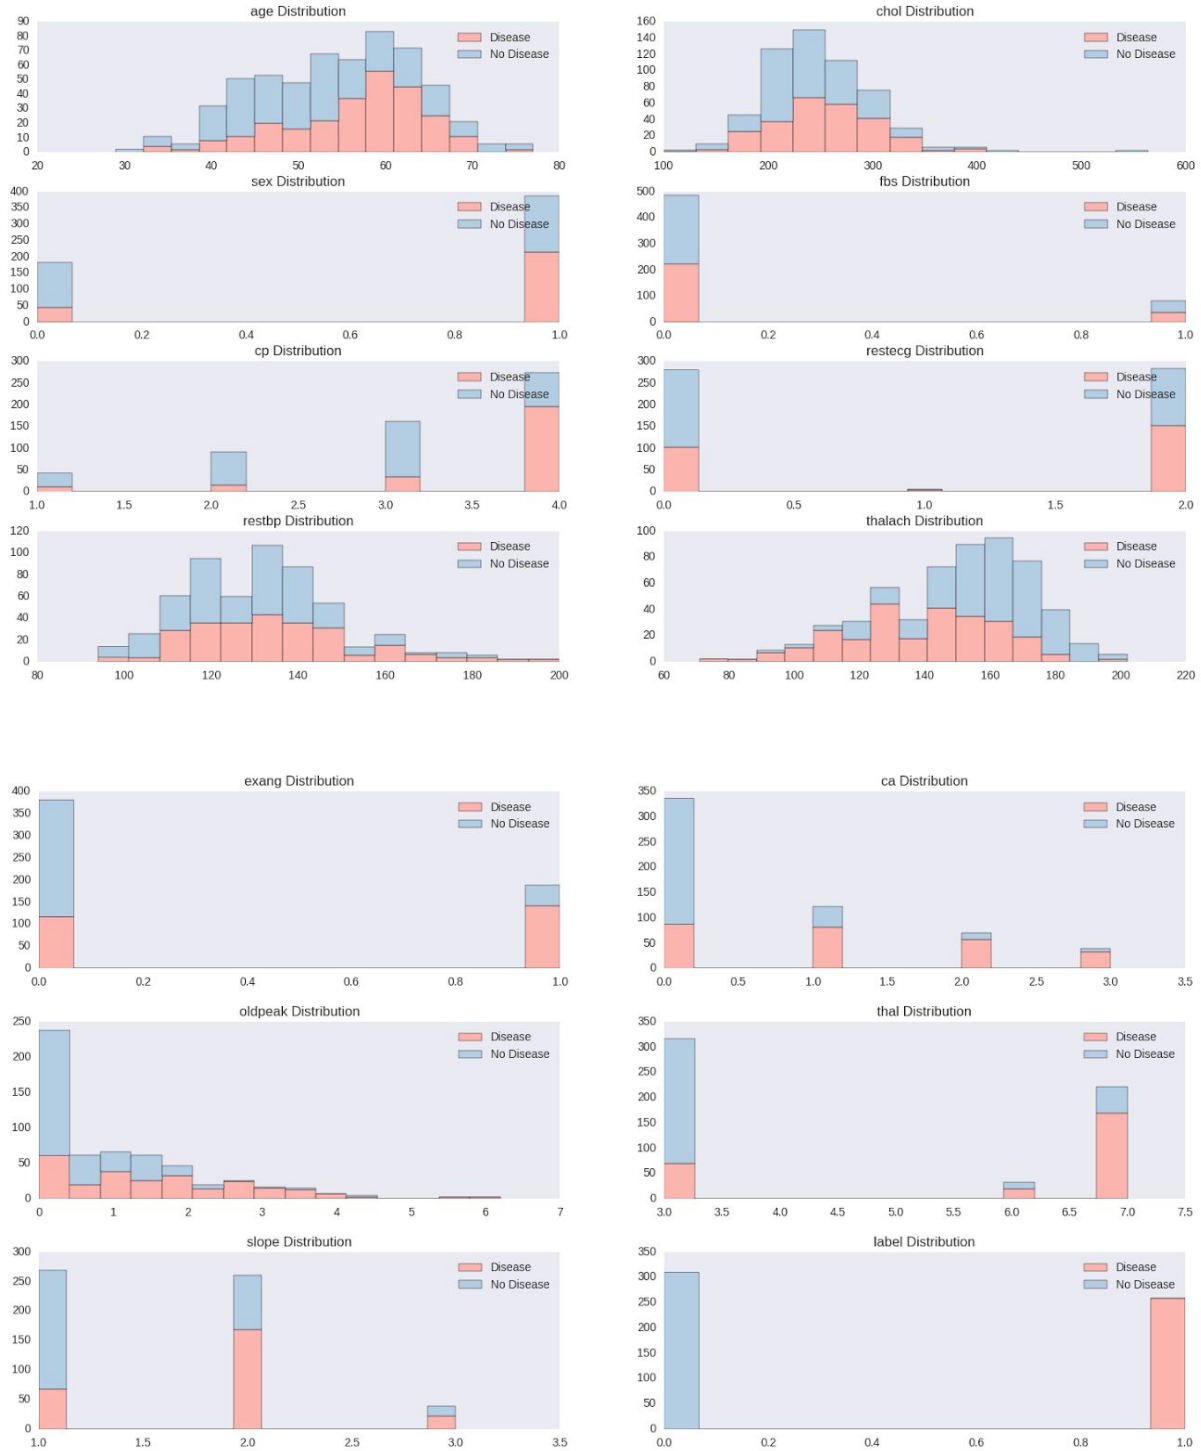 age Distribution
90
80
70
60
50
40
30
20
10
0
Disease
No Disease
20 30 40 50 60 70 80
chol Distribution
160
140
120
100
80
60
40
20
0
Disease
No Disease
100 200 300 400 500 600
sex Distribution
400
350
300
250
200
150
100
50
0
Disease
No Disease
0.0 0.2 0.4 0.6 0.8 1.0
fbs Distribution
500
400
300
200
100
0
Disease
No Disease
0.0 0.2 0.4 0.6 0.8 1.0
cp Distribution
300
250
200
150
100
50
0
Disease
No Disease
1.0 1.5 2.0 2.5 3.0 3.5 4.0
restecg Distribution
300
250
200
150
100
50
0
Disease
No Disease
0.0 0.5 1.0 1.5 2.0
restbp Distribution
120
100
80
60
40
20
0
Disease
No Disease
80 100 120 140 160 180 200
thalach Distribution
100
80
60
40
20
0
Disease
No Disease
60 80 100 120 140 160 180 200 220
exang Distribution
400
350
300
250
200
150
100
50
0
Disease
No Disease
0.0 0.2 0.4 0.6 0.8 1.0
ca Distribution
350
300
250
200
150
100
50
0
Disease
No Disease
0.0 0.5 1.0 1.5 2.0 2.5 3.0 3.5
oldpeak Distribution
250
200
150
100
50
0
Disease
No Disease
0 1 2 3 4 5 6 7
thal Distribution
350
300
250
200
150
100
50
0
Disease
No Disease
3.0 3.5 4.0 4.5 5.0 5.5 6.0 6.5 7.0 7.5
slope Distribution
300
250
200
150
100
50
0
Disease
No Disease
1.0 1.5 2.0 2.5 3.0 3.5
label Distribution
350
300
250
200
150
100
50
0
Disease
No Disease
0.0 0.2 0.4 0.6 0.8 1.0